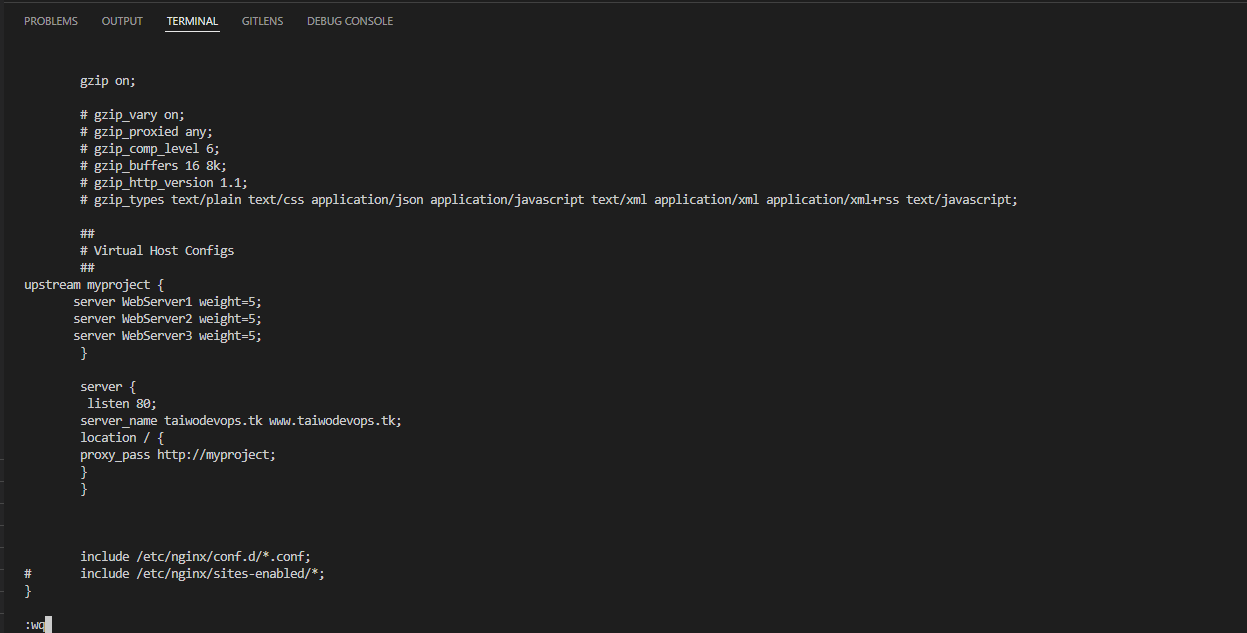 PROBLEMS OUTPUT TERMINAL GITLENS DEBUG CONSOLE
gzip on;
# gzip_vary on;
# gzip_proxied any;
# gzip_comp_level 6;
# gzip_buffers 16 8k;
# gzip_http_version 1.1;
# gzip_types text/plain text/css application/json application/javascript text/xml application/xml application/xml+rss text/javascript;
##
# Virtual Host Configs
##
upstream myproject {
server WebServer1 weight=5;
server WebServer2 weight=5;
server WebServer3 weight=5;
}
server {
listen 80;
server_name taiwodevops.tk www.taiwodevops.tk;
location / {
proxy_pass http://myproject;
}
}
include /etc/nginx/conf.d/*.conf;
# include /etc/nginx/sites-enabled/*;
}
:wq